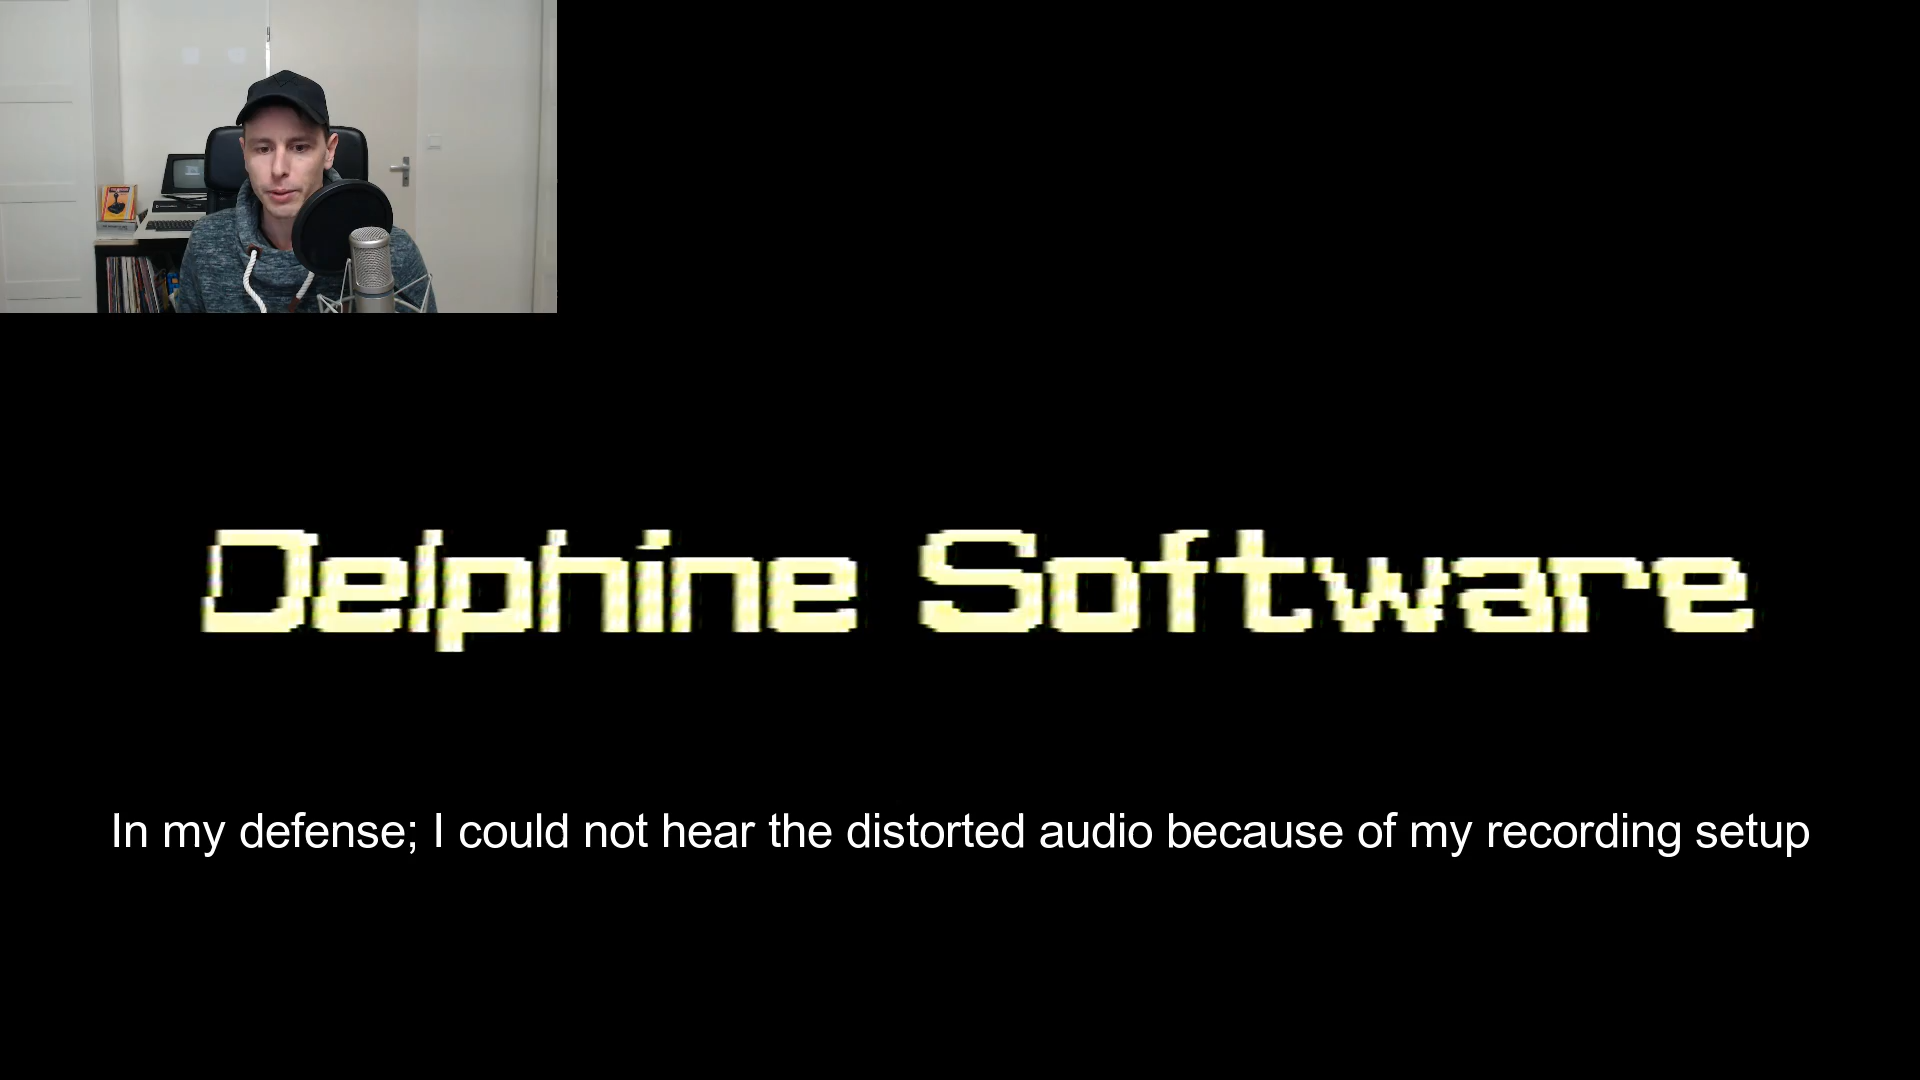 Delphine Software
In my defense; I could not hear the distorted audio because of my recording setup